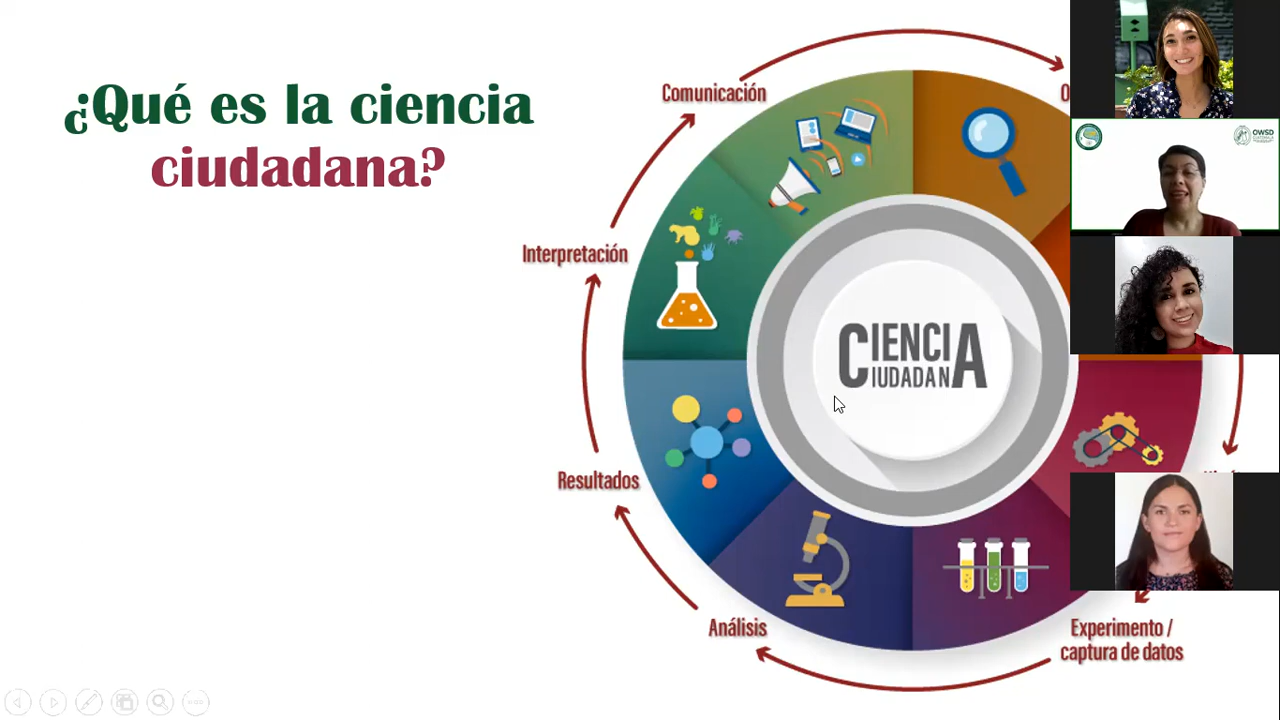 ¿Qué es la ciencia
ciudadana?
Comunicación
Interpretación
Resultados
Análisis
Experimento /
captura de datos
CIENCIA
CIUDADANA
OWSD